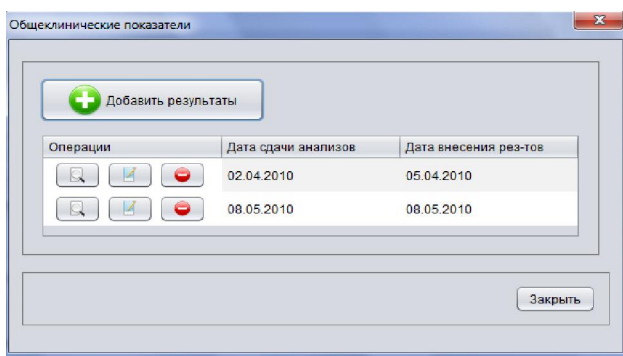 Общеклинические показатели
Добавить результаты
Операции Дата сдачи анализов Дата внесения рез-тов
02.04.2010 05.04.2010
08.05.2010 08.05.2010
Закрыть